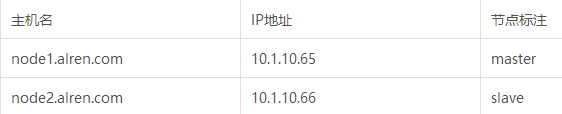 主机名 IP地址 节点标注
node1.alren.com 10.1.10.65 master
node2.alren.com 10.1.10.66 slave